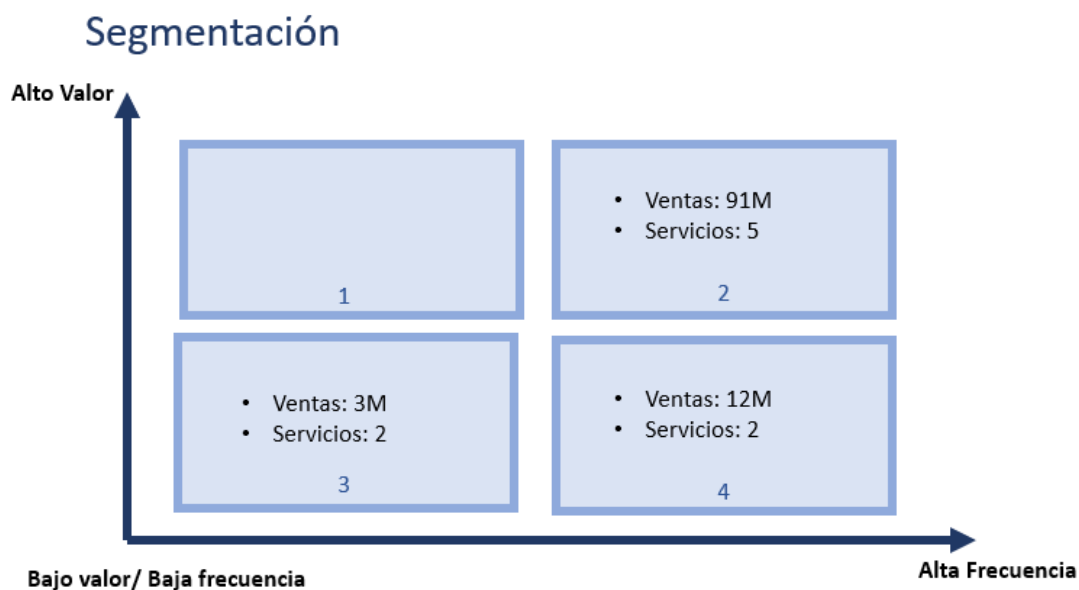 Segmentación
Alto Valor
1
• Ventas: 91M
• Servicios: 5
2
• Ventas: 3M
• Servicios: 2
3
• Ventas: 12M
• Servicios: 2
4
Bajo valor/ Baja frecuencia
Alta Frecuencia